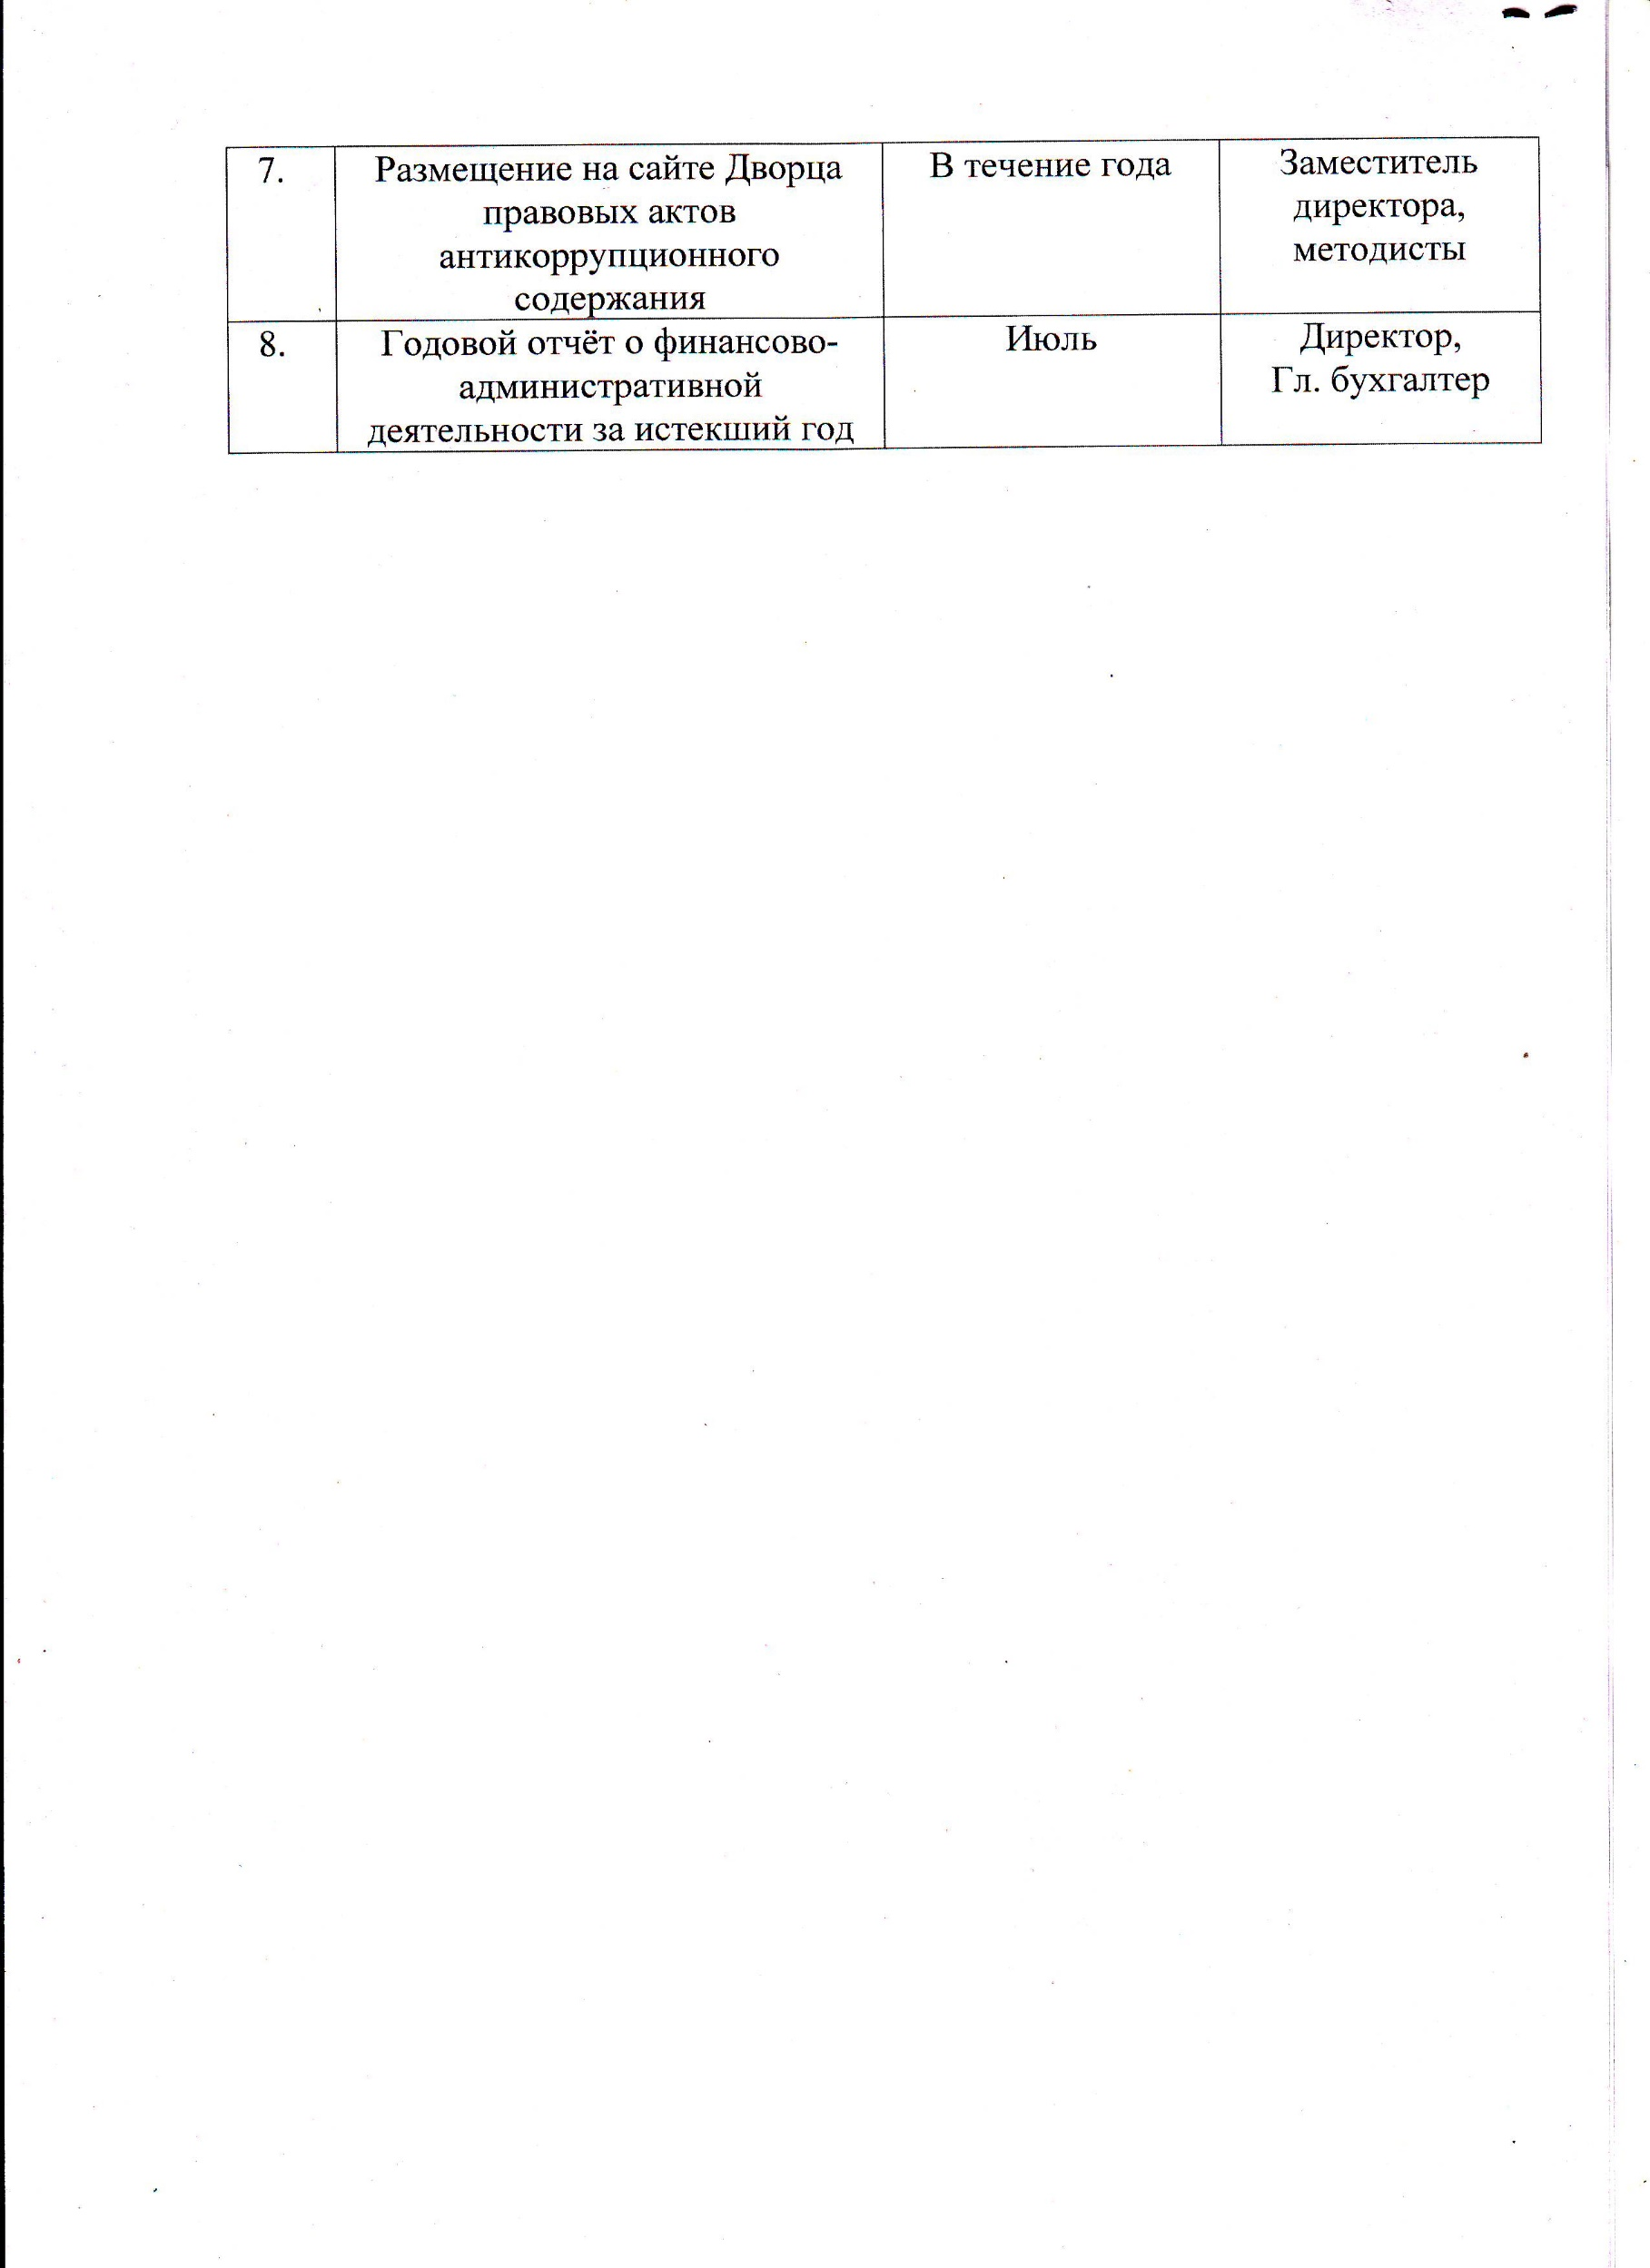 7.
Размещение на сайте Дворца
правовых актов
антикоррупционного
содержания
В течение года
Заместитель
директора,
методисты
8.
Годовой отчёт о финансово-
административной
деятельности за истекший год
Июль
Директор,
Гл. бухгалтер